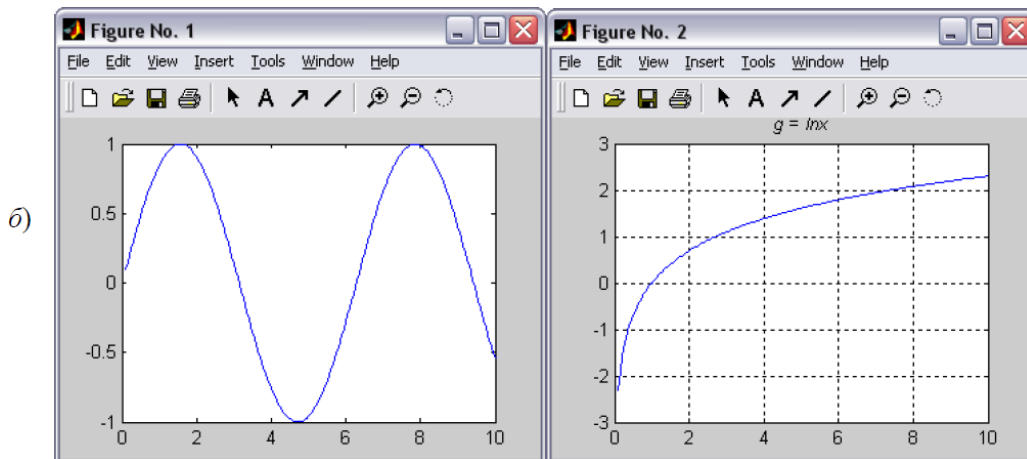 Figure No. 1
File Edit View Insert Tools Window Help
A
1
0.5
0
-0.5
-1
0 2 4 6 8 10
б)
Figure No. 2
File Edit View Insert Tools Window Help
A
g = lnx
3
2
1
0
-1
-2
-3
0 2 4 6 8 10